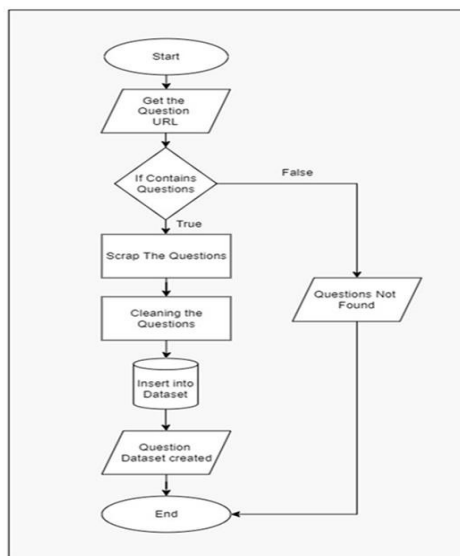 Start
Get the
Question
URL
If Contains
Questions
False
True
Scrap The Questions
Questions Not
Found
Cleaning the
Questions
Insert into
Dataset
Question
Dataset created
End